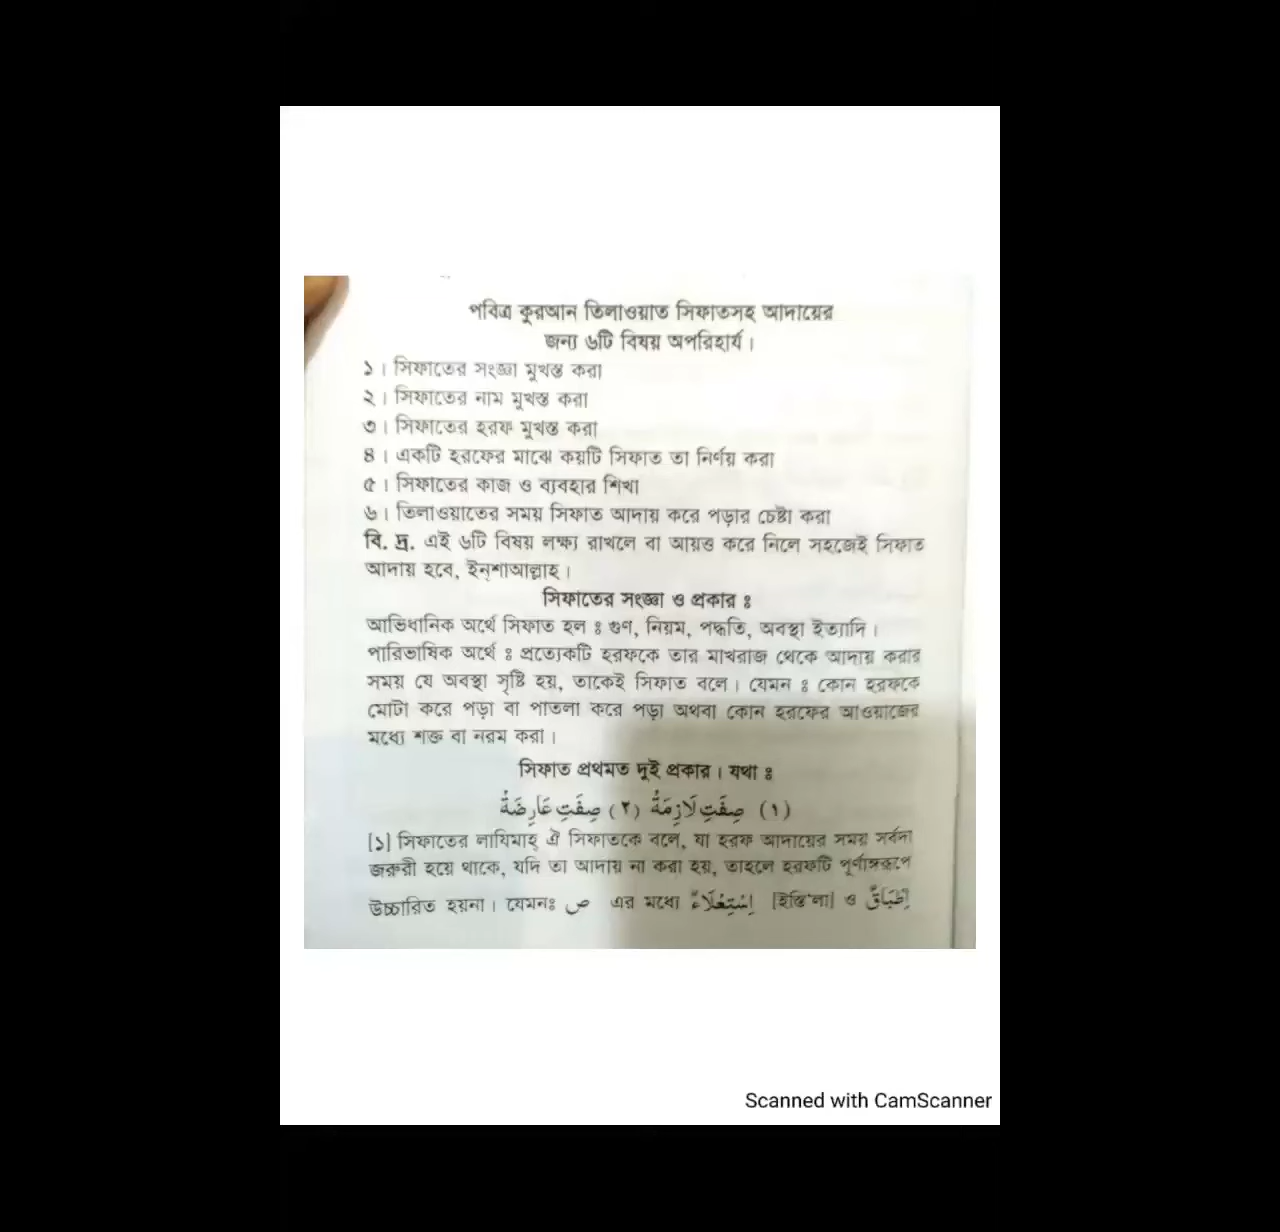 পবিত্র কুরআন তিলাওয়াত সিফাতসহ আদায়ের
জন্য ৬টি বিষয় অপরিহার্য।
১। সিফাতের সংজ্ঞা মুখস্ত করা
২। সিফাতের নাম মুখস্ত করা
৩। সিফাতের হরফ মুখস্ত করা
৪। একটি হরফের মাঝে কয়টি সিফাত তা নির্ণয় করা
৫। সিফাতের কাজ ও ব্যবহার শিখা
৬। তিলাওয়াতের সময় সিফাত আদায় করে পড়ার চেষ্টা করা
বি. দ্র. এই ৬টি বিষয় লক্ষ্য রাখলে বা আয়ত্ত করে নিলে সহজেই সিফাত
আদায় হবে, ইন্‌শাআল্লাহ।
সিফাতের সংজ্ঞা ও প্রকার ঃ
আভিধানিক অর্থে সিফাত হল ঃ গুণ, নিয়ম, পদ্ধতি, অবস্থা ইত্যাদি।
পারিভাষিক অর্থে ঃ প্রত্যেকটি হরফকে তার মাখরাজ থেকে আদায় করার
সময় যে অবস্থা সৃষ্টি হয়, তাকেই সিফাত বলে। যেমন ঃ কোন হরফকে
মোটা করে পড়া বা পাতলা করে পড়া অথবা কোন হরফের আওয়াজের
মধ্যে শক্ত বা নরম করা।
সিফাত প্রথমত দুই প্রকার। যথা ঃ
(١) صِفَتِ لَازِمَةُ (٢) صِفَتِ عَارِضَةُ
[১] সিফাতের লাযিমাহ্ ঐ সিফাতকে বলে, যা হরফ আদায়ের সময় সর্বদা
জরুরী হয়ে থাকে, যদি তা আদায় না করা হয়, তাহলে হরফটি পূর্ণাঙ্গরূপে
উচ্চারিত হয়না। যেমনঃ ص এর মধ্যে اِسْتِعْلَاءٌ [ইস্তি'লা] ও اِطْبَاقٌ
Scanned with CamScanner